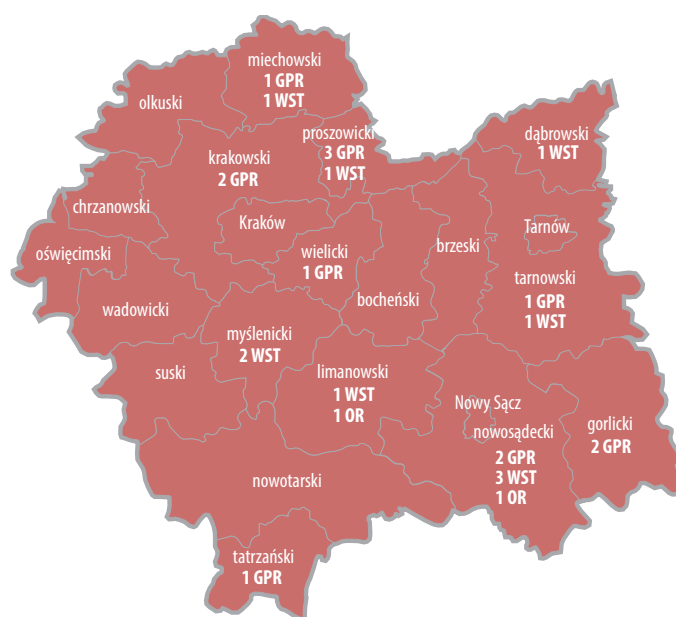 miechowski
1 GPR
1 WST
olkuski
proszowicki
3 GPR
1 WST
dąbrowski
1 WST
krakowski
2 GPR
chrzanowski
Kraków
Tarnów
oświęcimski
wielicki
1 GPR
brzeski
tarnowski
1 GPR
1 WST
wadowicki
bocheński
myślenicki
2 WST
suski
limanowski
1 WST
1 OR
Nowy Sącz
nowosądecki
2 GPR
3 WST
1 OR
gorlicki
2 GPR
nowotarski
tatrzański
1 GPR